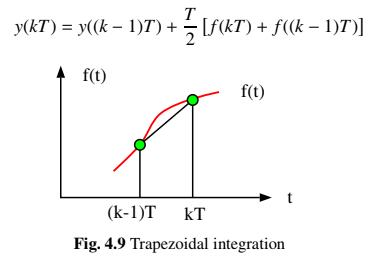 y(kT) = y((k − 1)T) + T/2 [f(kT) + f((k − 1)T)]
f(t)
f(t)
t
(k-1)T kT
Fig. 4.9 Trapezoidal integration